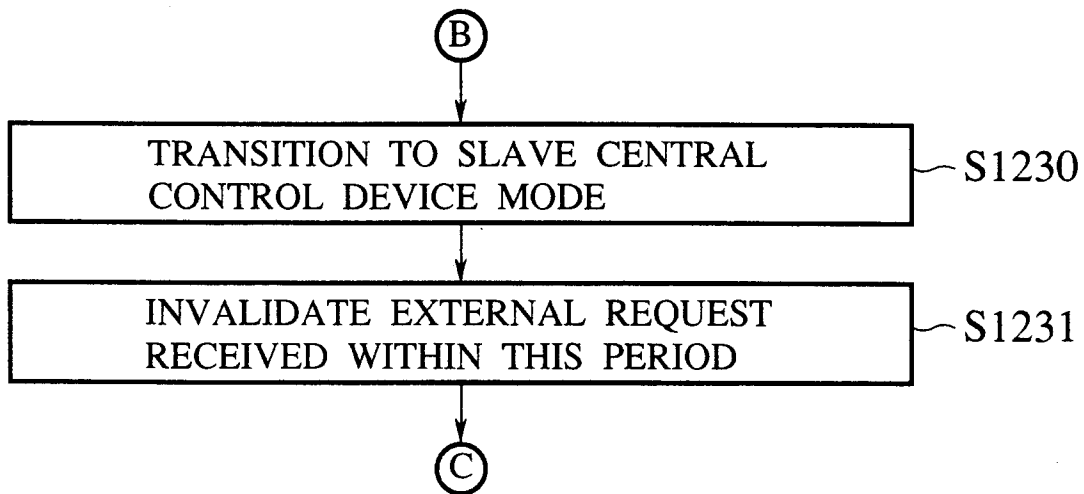 B
TRANSITION TO SLAVE CENTRAL
CONTROL DEVICE MODE
S1230
INVALIDATE EXTERNAL REQUEST
RECEIVED WITHIN THIS PERIOD
S1231
C